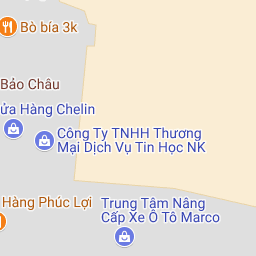 Bò bía 3k
Bảo Châu
ửa Hàng Chelin
Công Ty TNHH Thương
Mại Dịch Vụ Tin Học NK
Hàng Phúc Lợi
Trung Tâm Nâng
Cấp Xe Ô Tô Marco